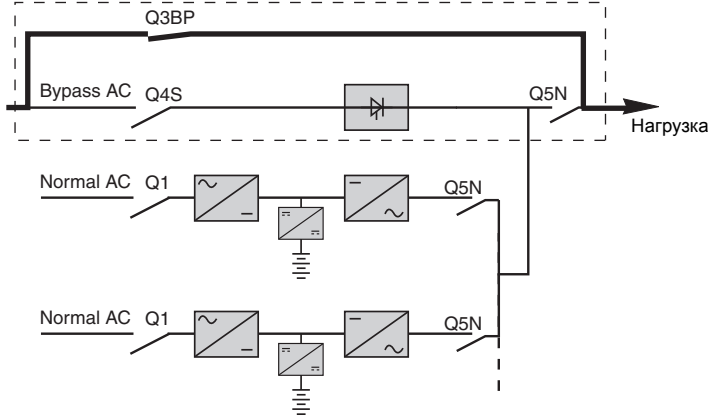 Q3BP
Bypass AC Q4S Q5N
Нагрузка
Normal AC Q1 Q5N
Normal AC Q1 Q5N